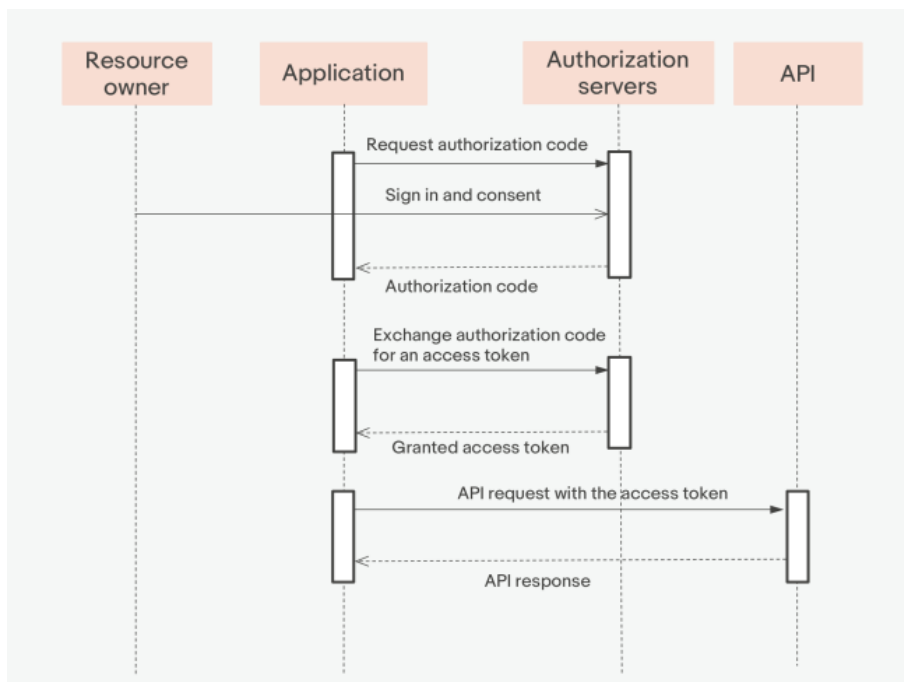 Resource
owner
Application
Authorization
servers
API
Request authorization code
Sign in and consent
Authorization code
Exchange authorization code
for an access token
Granted access token
API request with the access token
API response